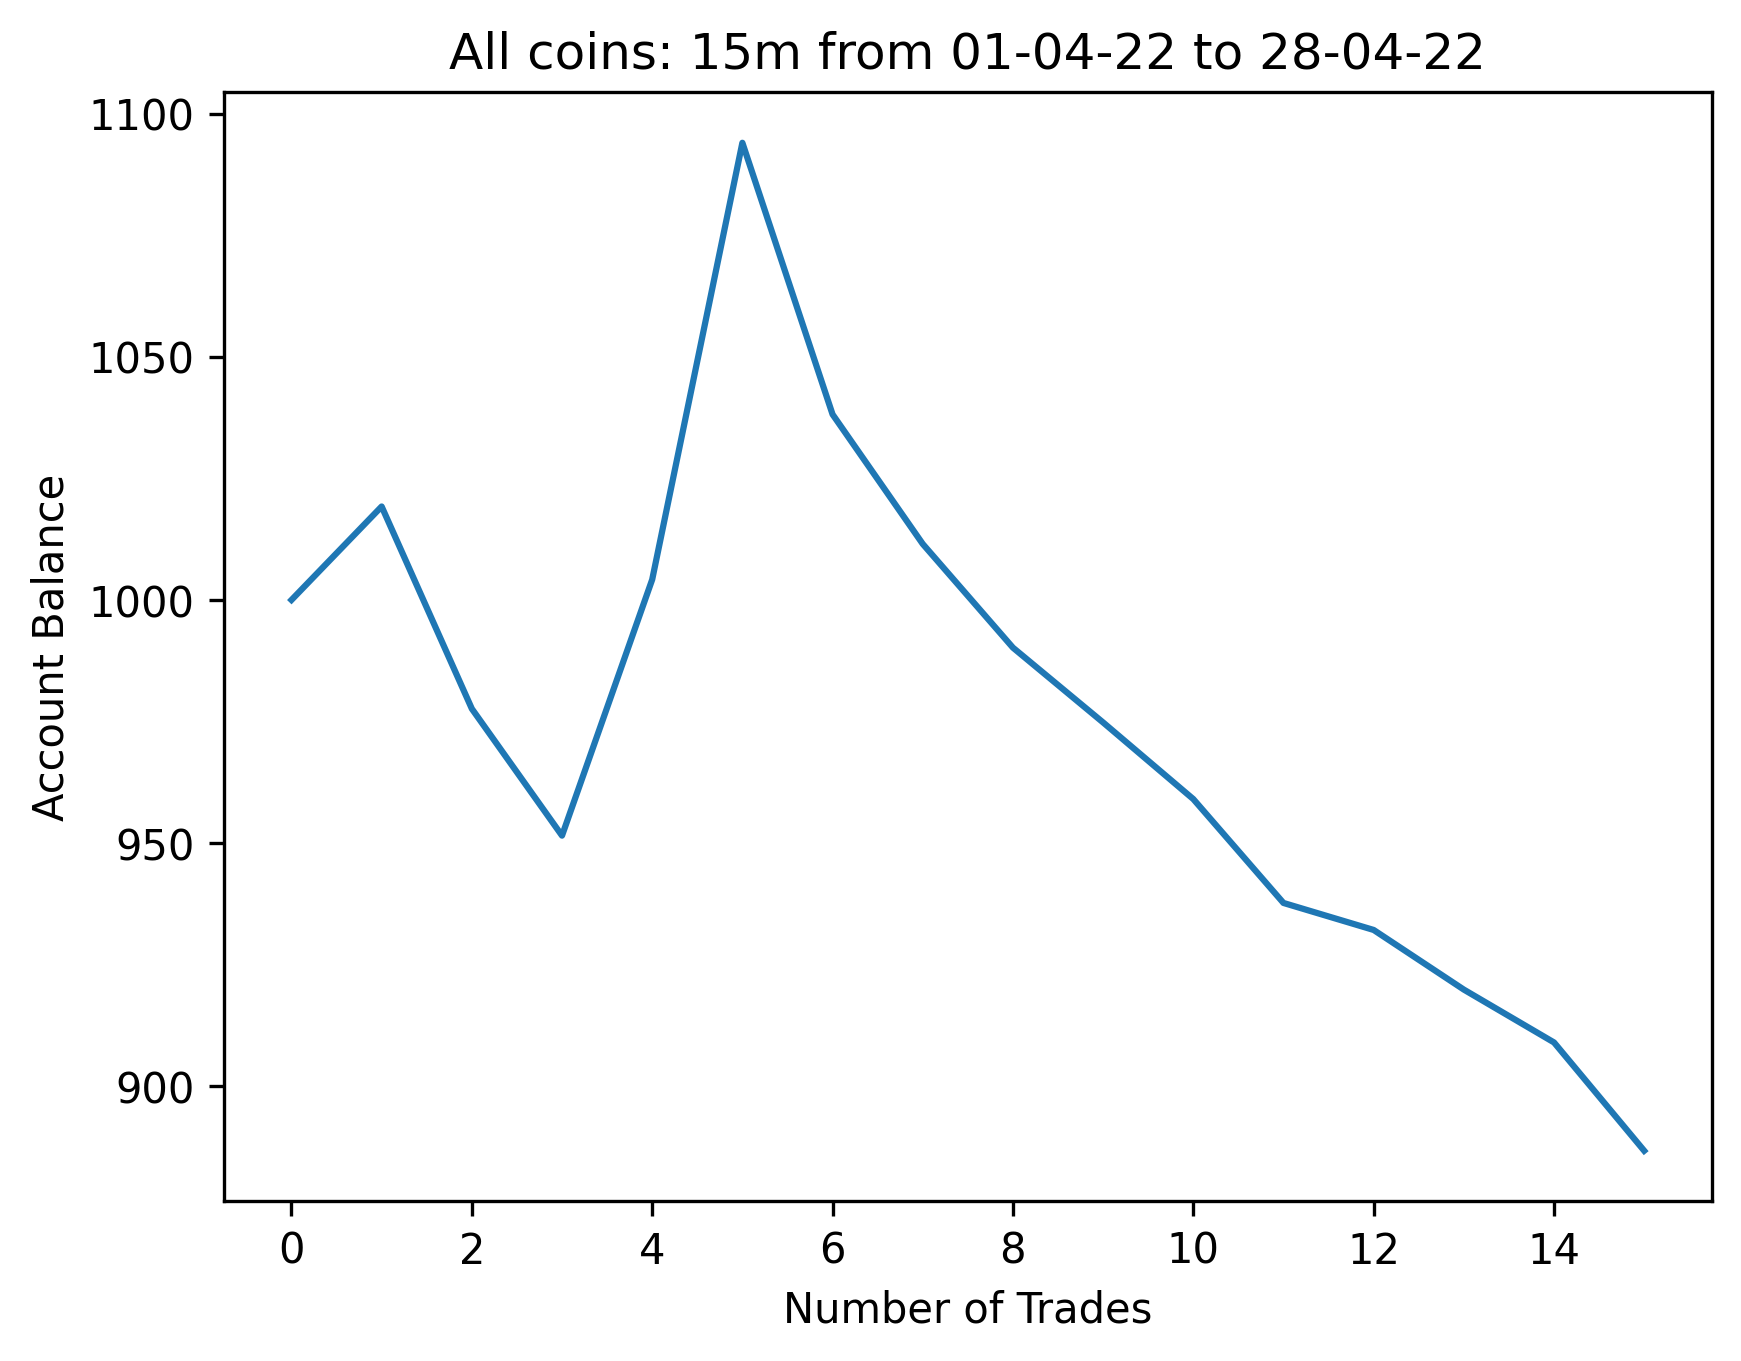 All coins: 15m from 01-04-22 to 28-04-22
1100
1050
1000
950
900
Account Balance
0 2 4 6 8 10 12 14
Number of Trades